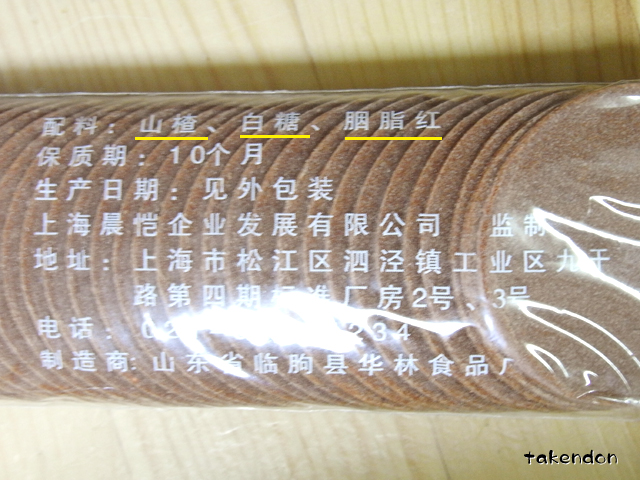 配料：山楂、白糖、胭脂红
保质期：10个月
生产日期：见外包装
上海晨恺企业发展有限公司 监制
地址：上海市松江区泗泾镇工业区九干
路第四期标准厂房2号、3号
电话：02 234
制造商：山东省临朐县华林食品厂
takendon